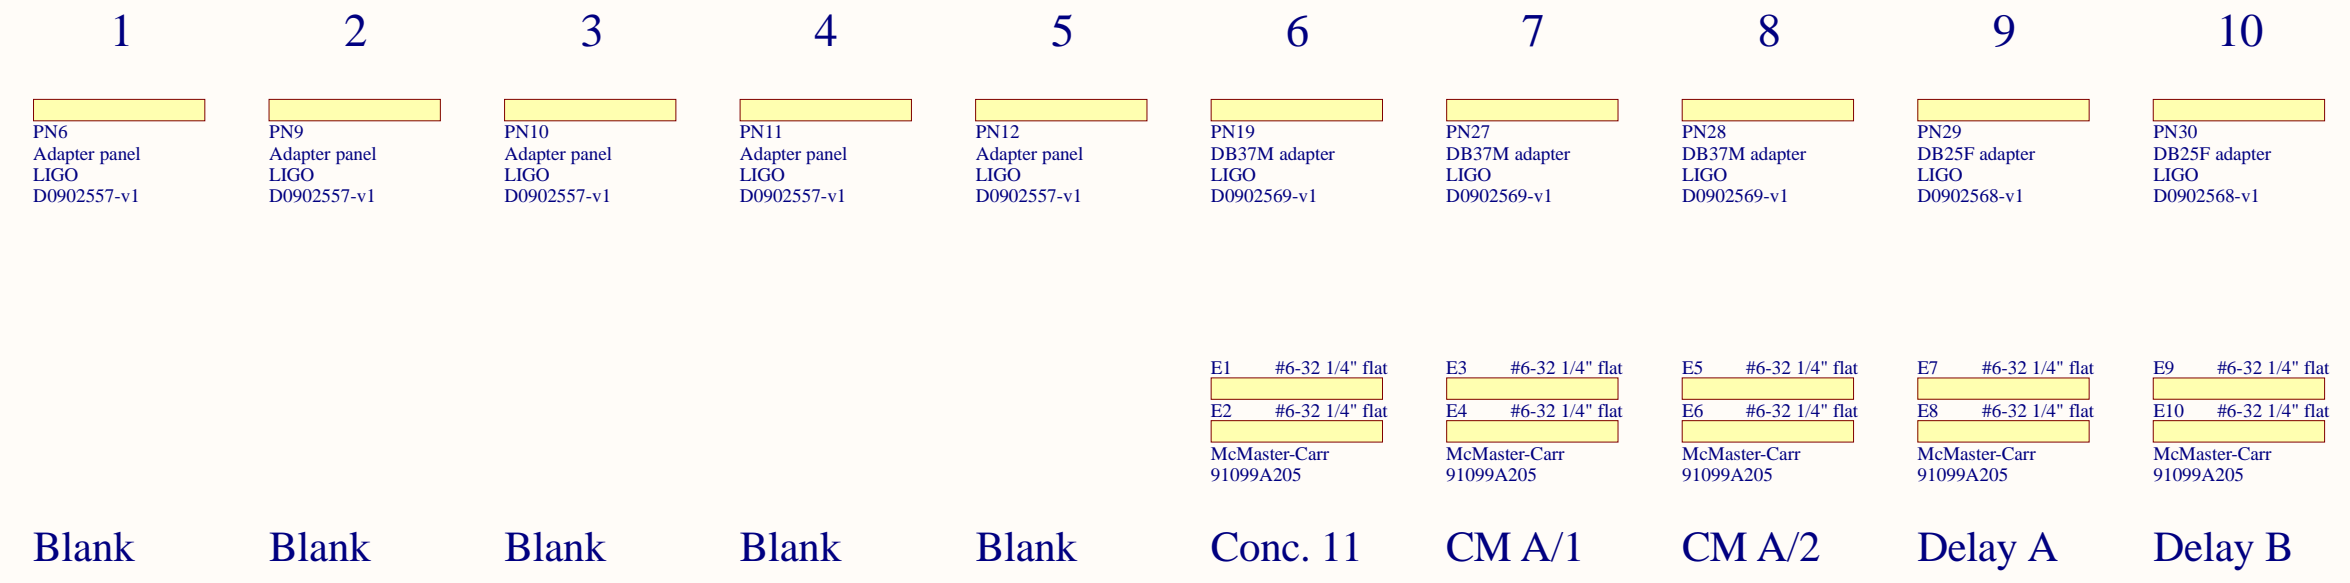 1 2 3 4 5 6 7 8 9 10
PN6 PN9 PN10 PN11 PN12 PN19 PN27 PN28 PN29 PN30
Adapter panel Adapter panel Adapter panel Adapter panel Adapter panel DB37M adapter DB37M adapter DB37M adapter DB25F adapter DB25F adapter
LIGO LIGO LIGO LIGO LIGO LIGO LIGO LIGO LIGO LIGO
D0902557-v1 D0902557-v1 D0902557-v1 D0902557-v1 D0902557-v1 D0902569-v1 D0902569-v1 D0902569-v1 D0902568-v1 D0902568-v1
E1 #6-32 1/4" flat E3 #6-32 1/4" flat E5 #6-32 1/4" flat E7 #6-32 1/4" flat E9 #6-32 1/4" flat
E2 #6-32 1/4" flat E4 #6-32 1/4" flat E6 #6-32 1/4" flat E8 #6-32 1/4" flat E10 #6-32 1/4" flat
McMaster-Carr McMaster-Carr McMaster-Carr McMaster-Carr McMaster-Carr
91099A205 91099A205 91099A205 91099A205 91099A205
Blank Blank Blank Blank Blank Conc. 11 CM A/1 CM A/2 Delay A Delay B